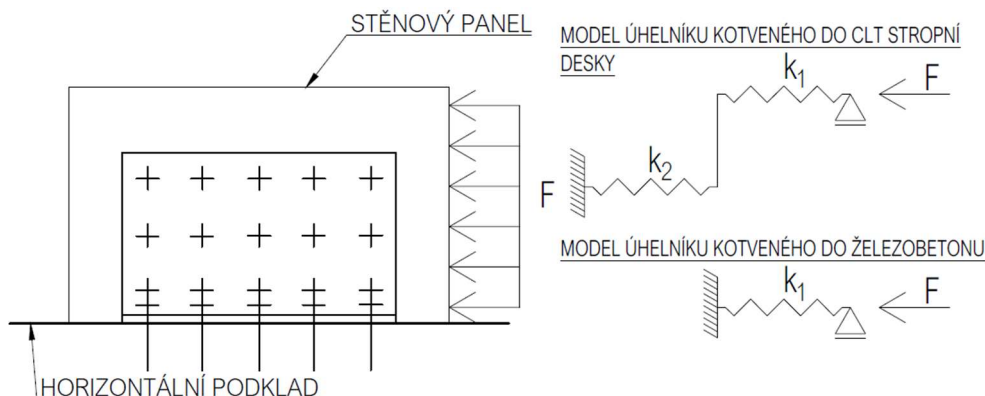 STĚNOVÝ PANEL
F
HORIZONTÁLNÍ PODKLAD
MODEL ÚHELNÍKU KOTVENÉHO DO CLT STROPNÍ
DESKY
k1
F
k2
MODEL ÚHELNÍKU KOTVENÉHO DO ŽELEZOBETONU
k1
F